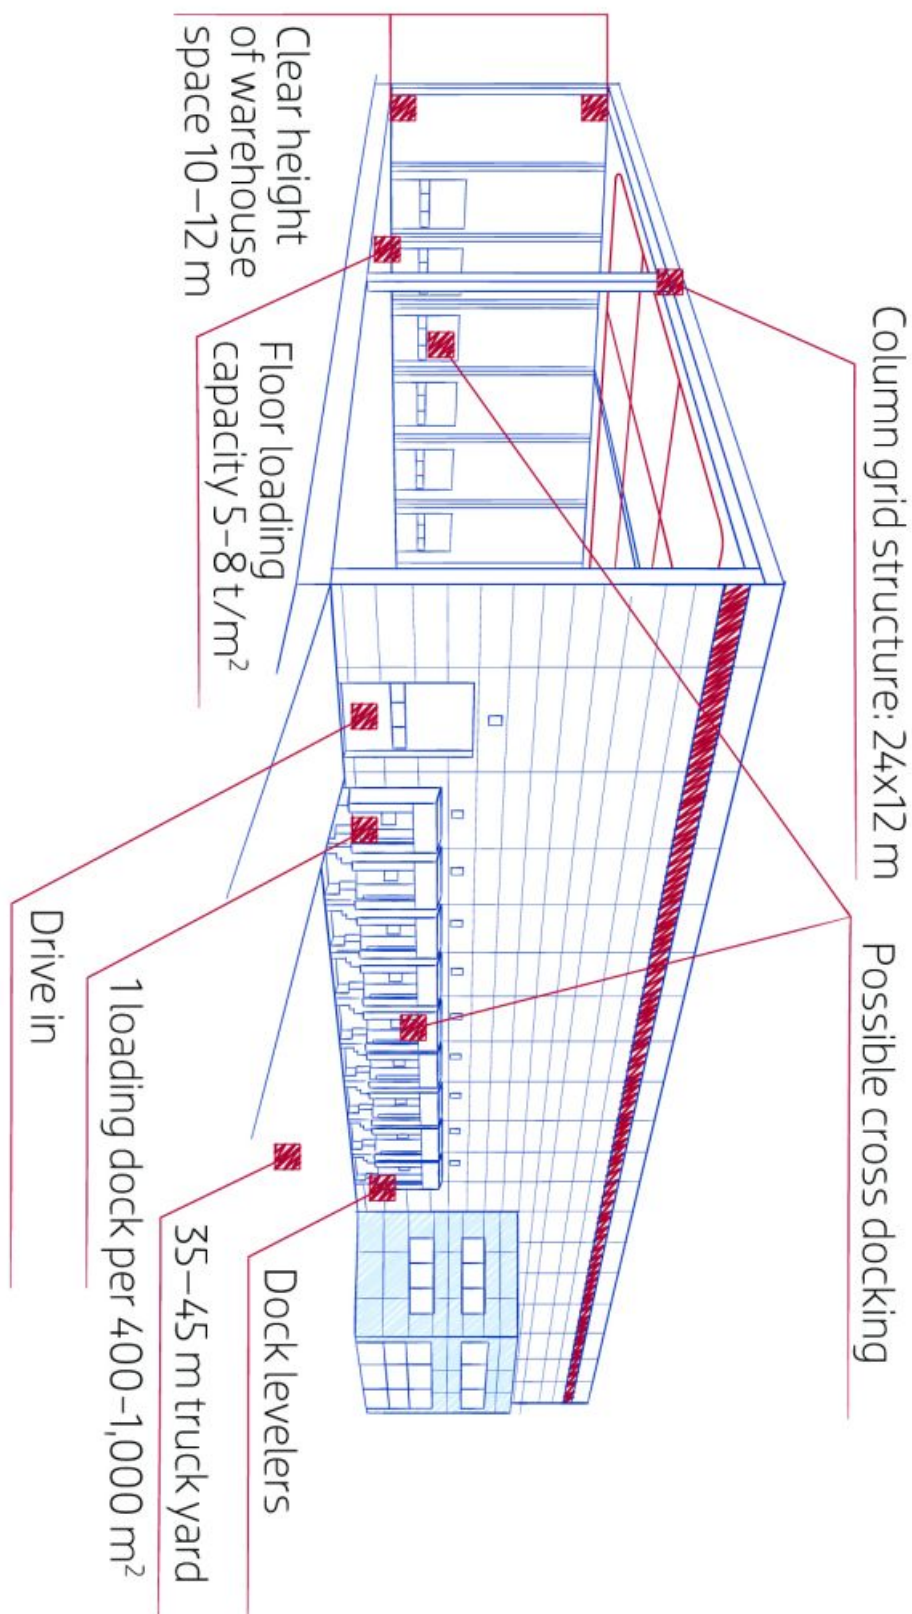 Column grid structure: 24x12 m
Possible cross docking
Clear height
of warehouse
space 10–12 m
Floor loading
capacity 5–8 t/m²
Dock levelers
35–45 m truck yard
1 loading dock per 400–1,000 m²
Drive in